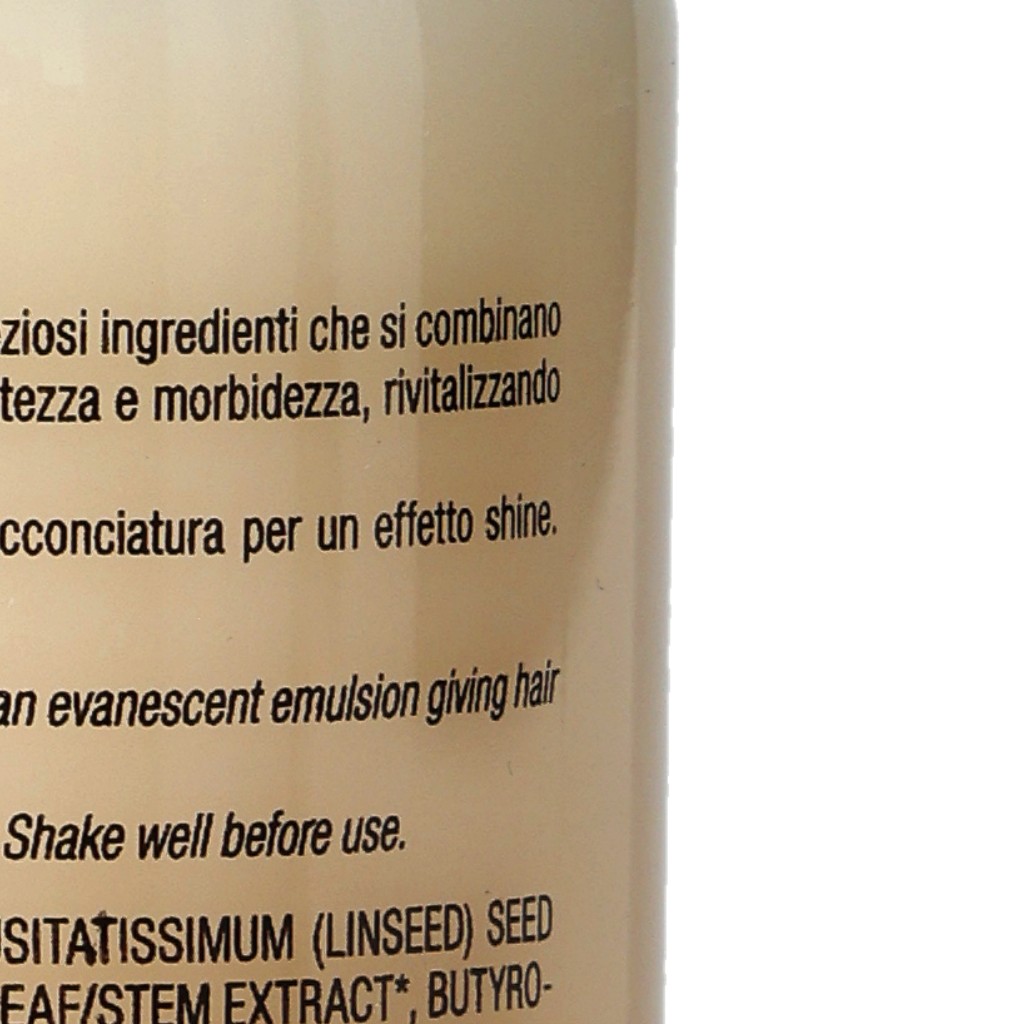 ziosi ingredienti che si combinano
tezza e morbidezza, rivitalizzando
cconciatura per un effetto shine.
an evanescent emulsion giving hair
Shake well before use.
USITATISSIMUM (LINSEED) SEED
EAF/STEM EXTRACT*, BUTYRO-